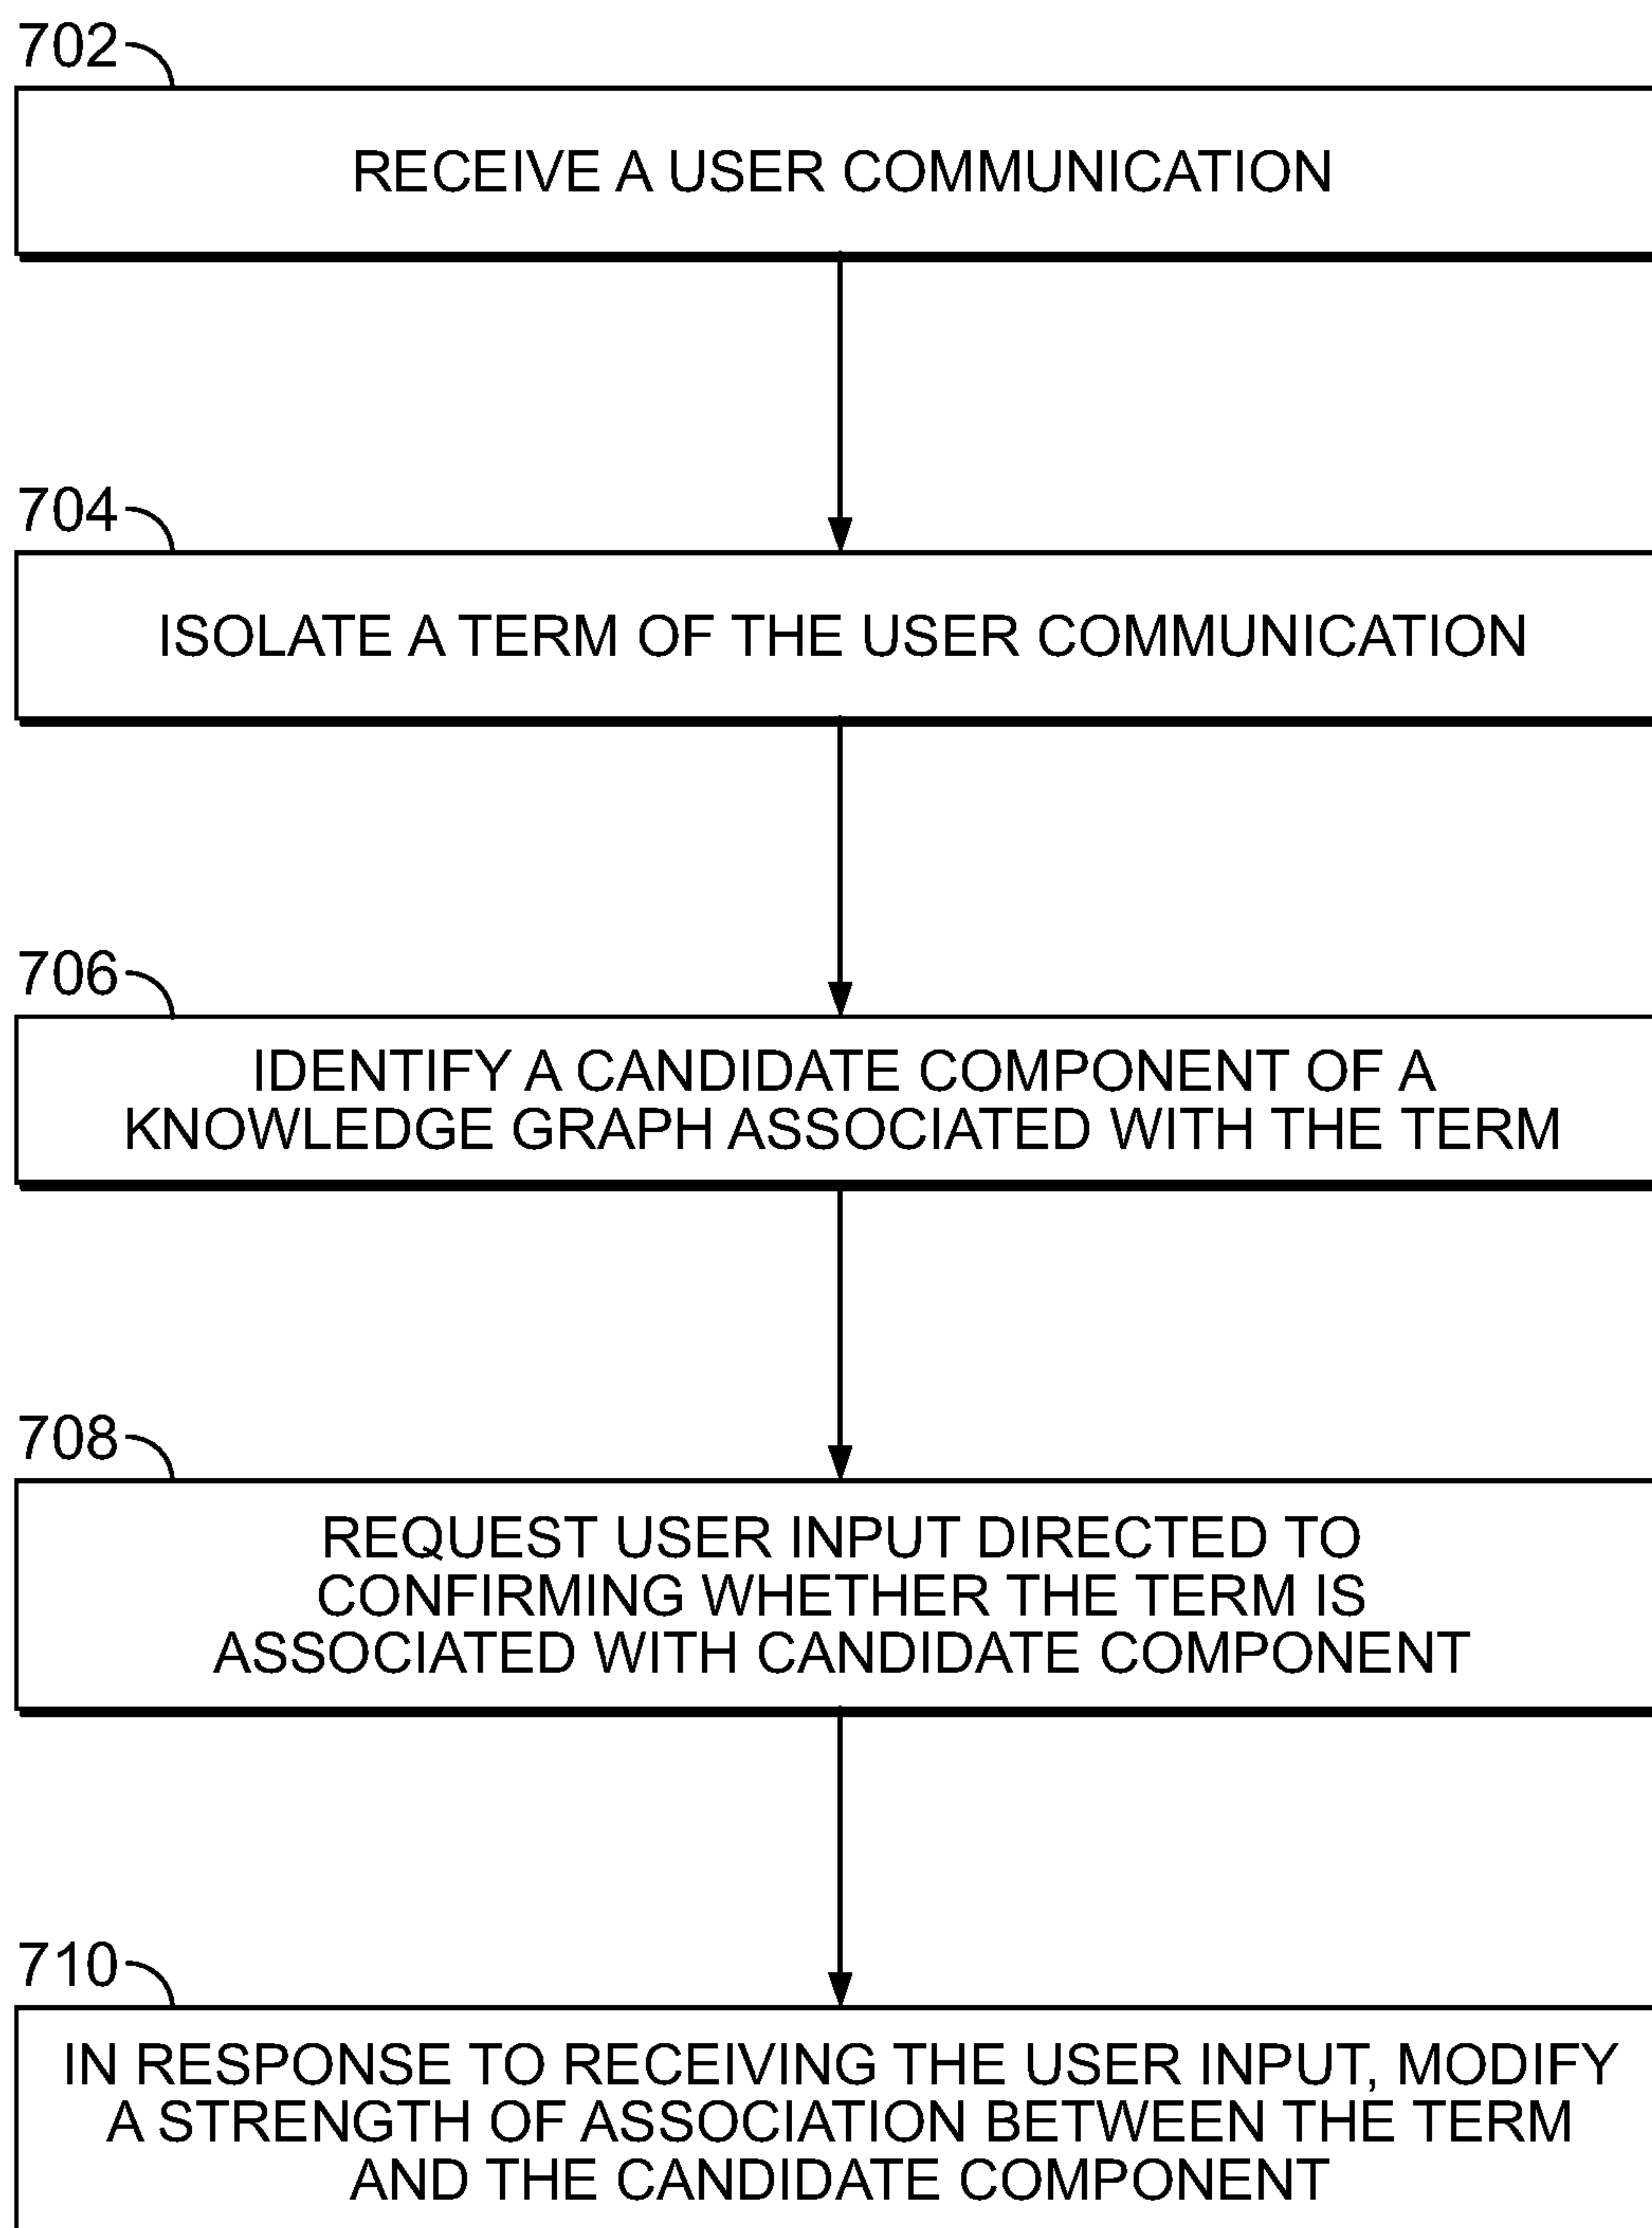 702
RECEIVE A USER COMMUNICATION
704
ISOLATE A TERM OF THE USER COMMUNICATION
706
IDENTIFY A CANDIDATE COMPONENT OF A
KNOWLEDGE GRAPH ASSOCIATED WITH THE TERM
708
REQUEST USER INPUT DIRECTED TO
CONFIRMING WHETHER THE TERM IS
ASSOCIATED WITH CANDIDATE COMPONENT
710
IN RESPONSE TO RECEIVING THE USER INPUT, MODIFY
A STRENGTH OF ASSOCIATION BETWEEN THE TERM
AND THE CANDIDATE COMPONENT